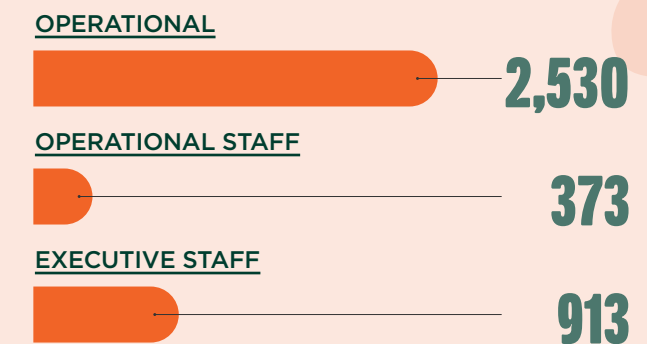 OPERATIONAL
2,530
OPERATIONAL STAFF
373
EXECUTIVE STAFF
913